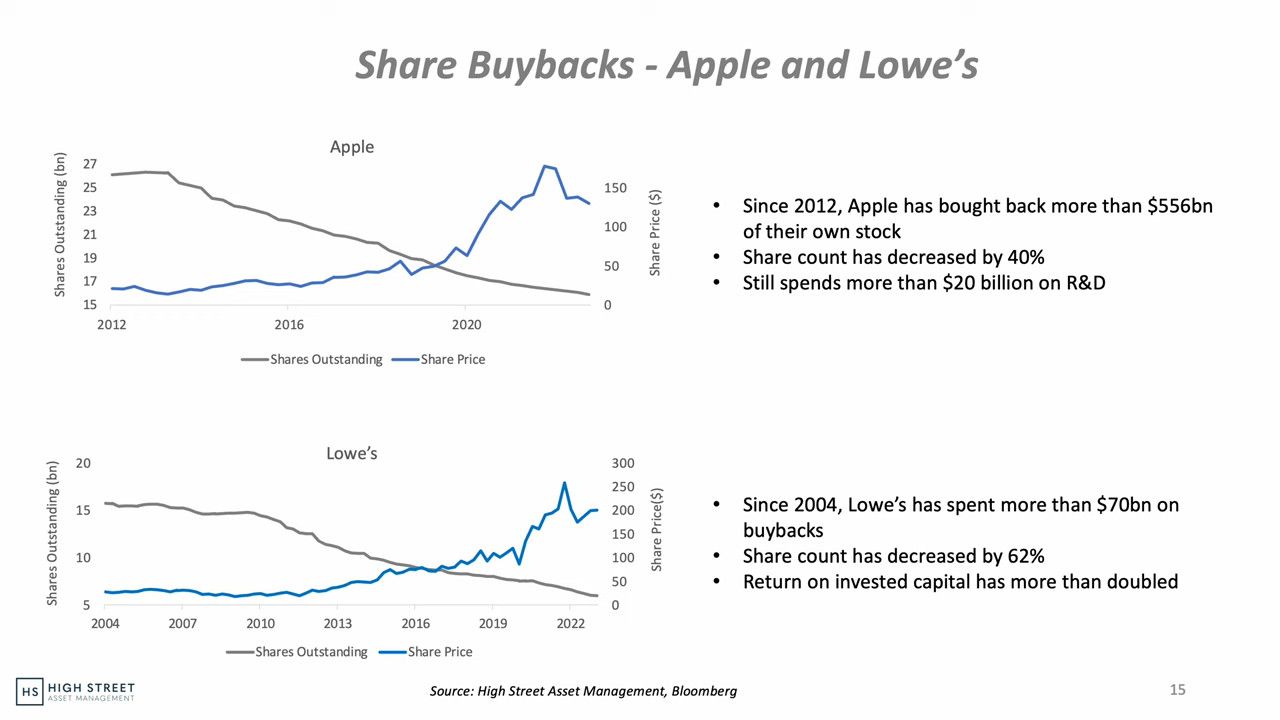 Share Buybacks - Apple and Lowe's
Apple
Shares Outstanding (bn)
27
25
23
21
19
17
15
150
100
50
0
Share Price ($)
2012
2016
2020
Shares Outstanding
Share Price
• Since 2012, Apple has bought back more than $556bn
of their own stock
• Share count has decreased by 40%
• Still spends more than $20 billion on R&D
Lowe's
Shares Outstanding (bn)
20
15
10
5
300
250
200
150
100
50
0
Share Price($)
2004
2007
2010
2013
2016
2019
2022
Shares Outstanding
Share Price
• Since 2004, Lowe's has spent more than $70bn on
buybacks
• Share count has decreased by 62%
• Return on invested capital has more than doubled
HS
HIGH STREET
ASSET MANAGEMENT
Source: High Street Asset Management, Bloomberg
15